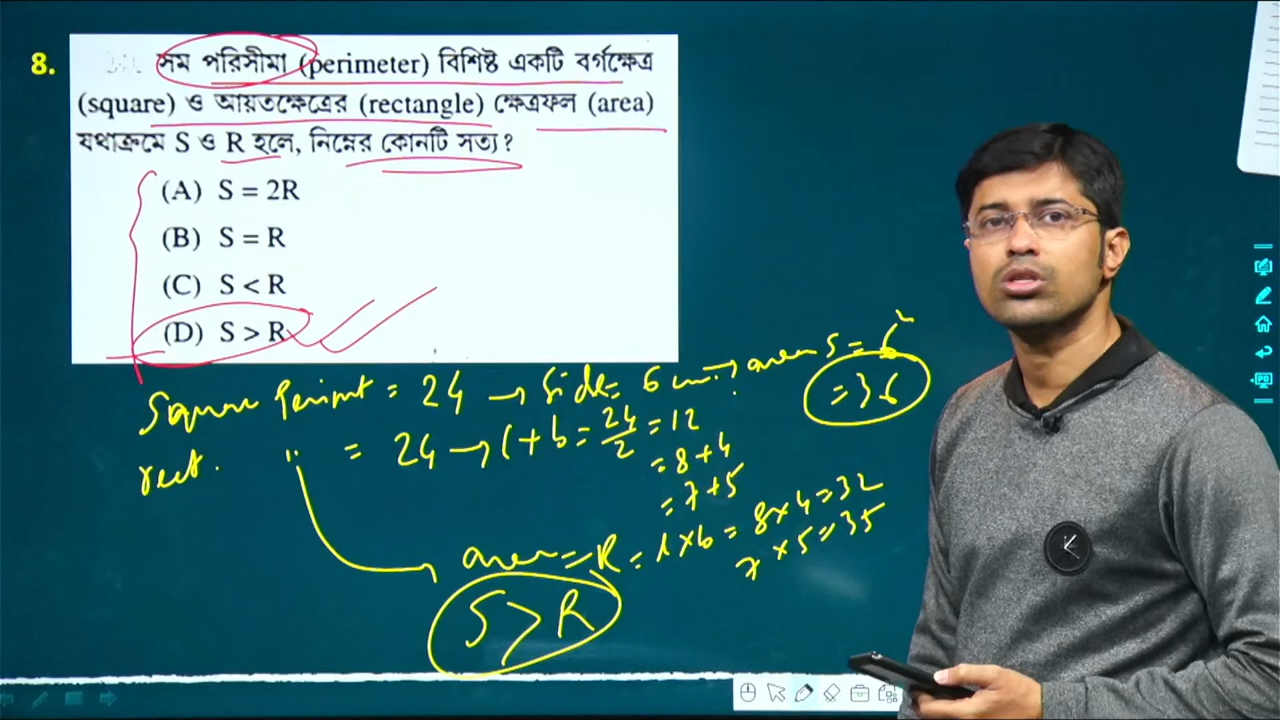 8.
সম পরিসীমা (perimeter) বিশিষ্ট একটি বর্গক্ষেত্র
(square) ও আয়তক্ষেত্রের (rectangle) ক্ষেত্রফল (area)
যথাক্রমে S ও R হলে, নিম্নের কোনটি সত্য?
(A) S = 2R
(B) S = R
(C) S < R
(D) S > R
Square Perimt = 24 → Side = 6 cm → area S = 6²
= 36
rect. " = 24 → l + b = 24/2 = 12
= 8 + 4
= 7 + 5
area = R = l × b = 8 × 4 = 32
7 × 5 = 35
S > R